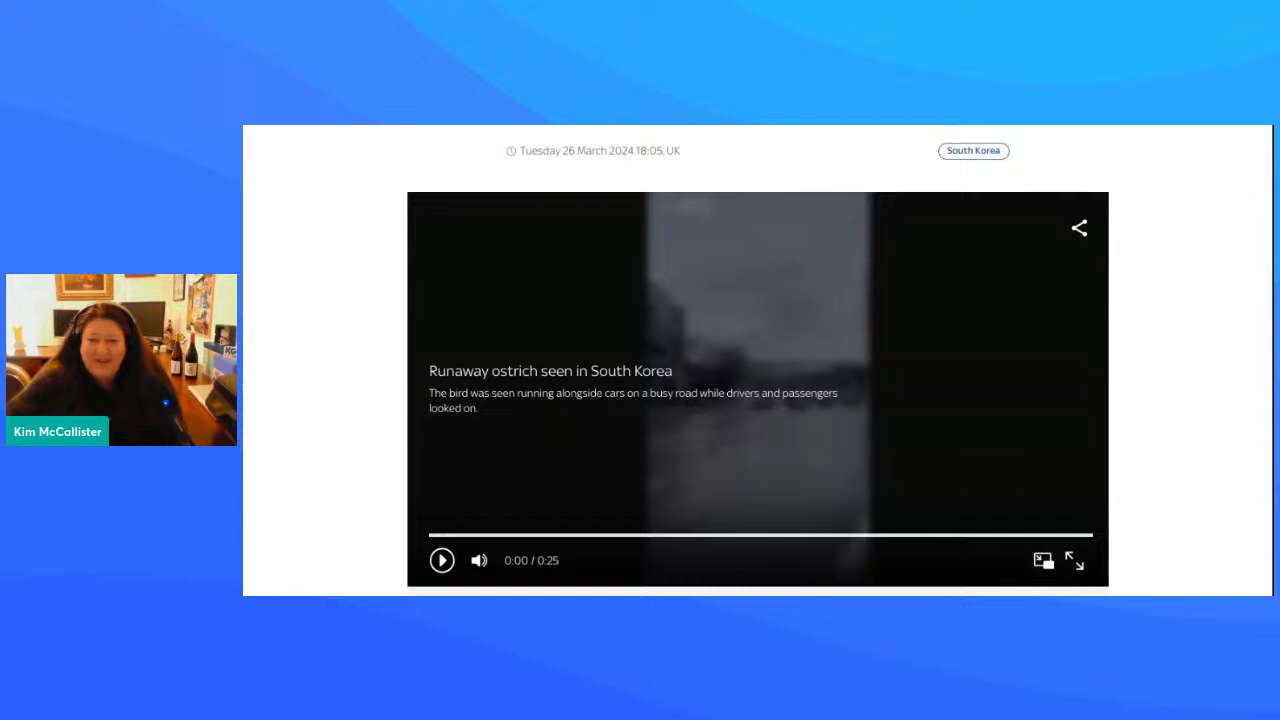 Tuesday 26 March 2024 18:05, UK
South Korea
Runaway ostrich seen in South Korea
The bird was seen running alongside cars on a busy road while drivers and passengers
looked on.
0:00 / 0:25
Kim McCallister